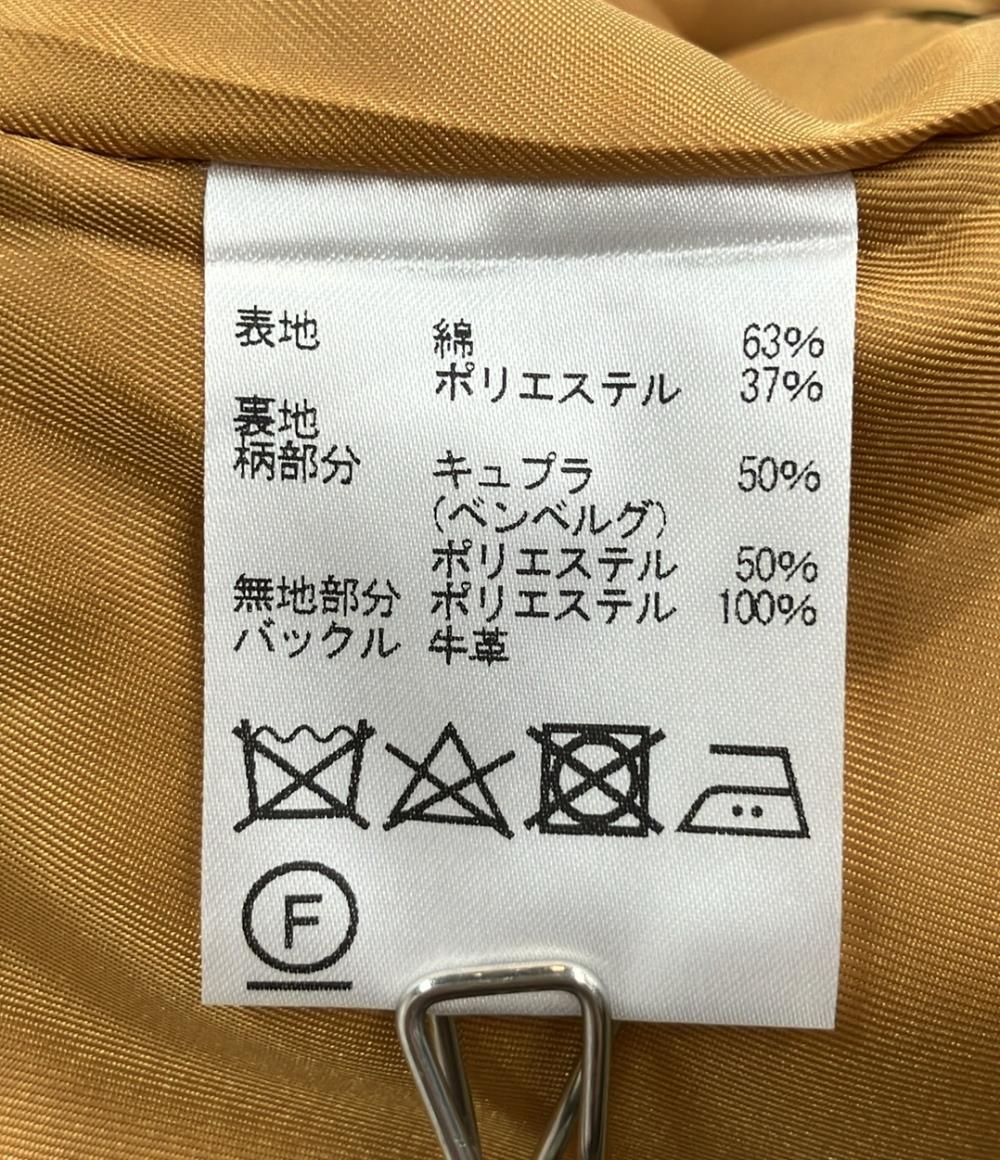 表地 綿 63%
ポリエステル 37%
裏地
柄部分 キュプラ 50%
(ベンベルグ)
ポリエステル 50%
無地部分 ポリエステル 100%
バックル 牛革
F